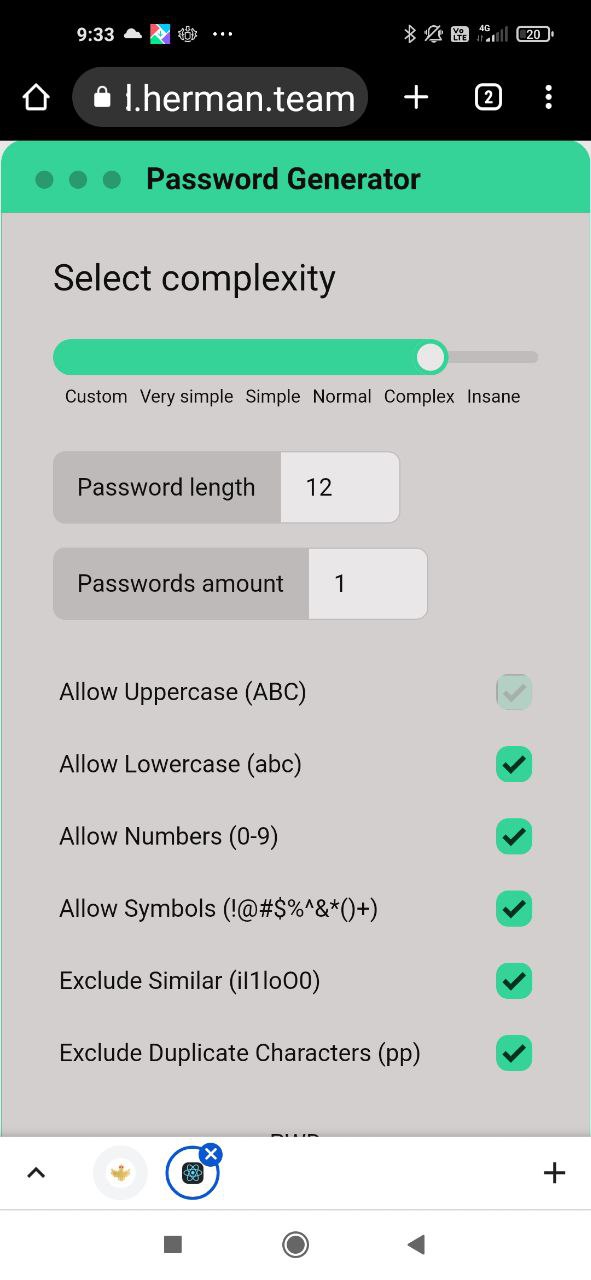 9:33
Vo LTE
4G
20
l.herman.team
2
Password Generator
Select complexity
Custom Very simple Simple Normal Complex Insane
Password length 12
Passwords amount 1
Allow Uppercase (ABC)
Allow Lowercase (abc)
Allow Numbers (0-9)
Allow Symbols (!@#$%^&*()+)
Exclude Similar (iI1loO0)
Exclude Duplicate Characters (pp)